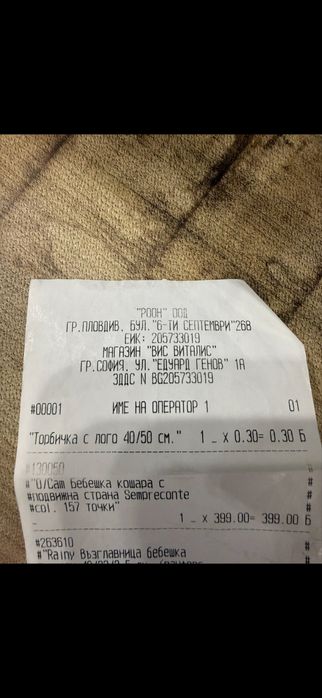 "РООН" ООД
ГР.ПЛОВДИВ, БУЛ."6-ТИ СЕПТЕМВРИ"26В
ЕИК: 205733019
МАГАЗИН "ВИС ВИТАЛИС"
ГР.СОФИЯ, УЛ."ЕДУАРД ГЕНОВ" 1А
ЗДДС N BG205733019
#00001 ИМЕ НА ОПЕРАТОР 1 01
"Торбичка с лого 40/50 см." 1 _ x 0.30= 0.30 Б
#130050
#"O/Cam Бебешка кошара с #
#подвижна страна Sempreconte #
#col. 157 точки" #
_ 1 _ x 399.00= 399.00 Б
#263610 #
#"Rainy Възглавница бебешка #